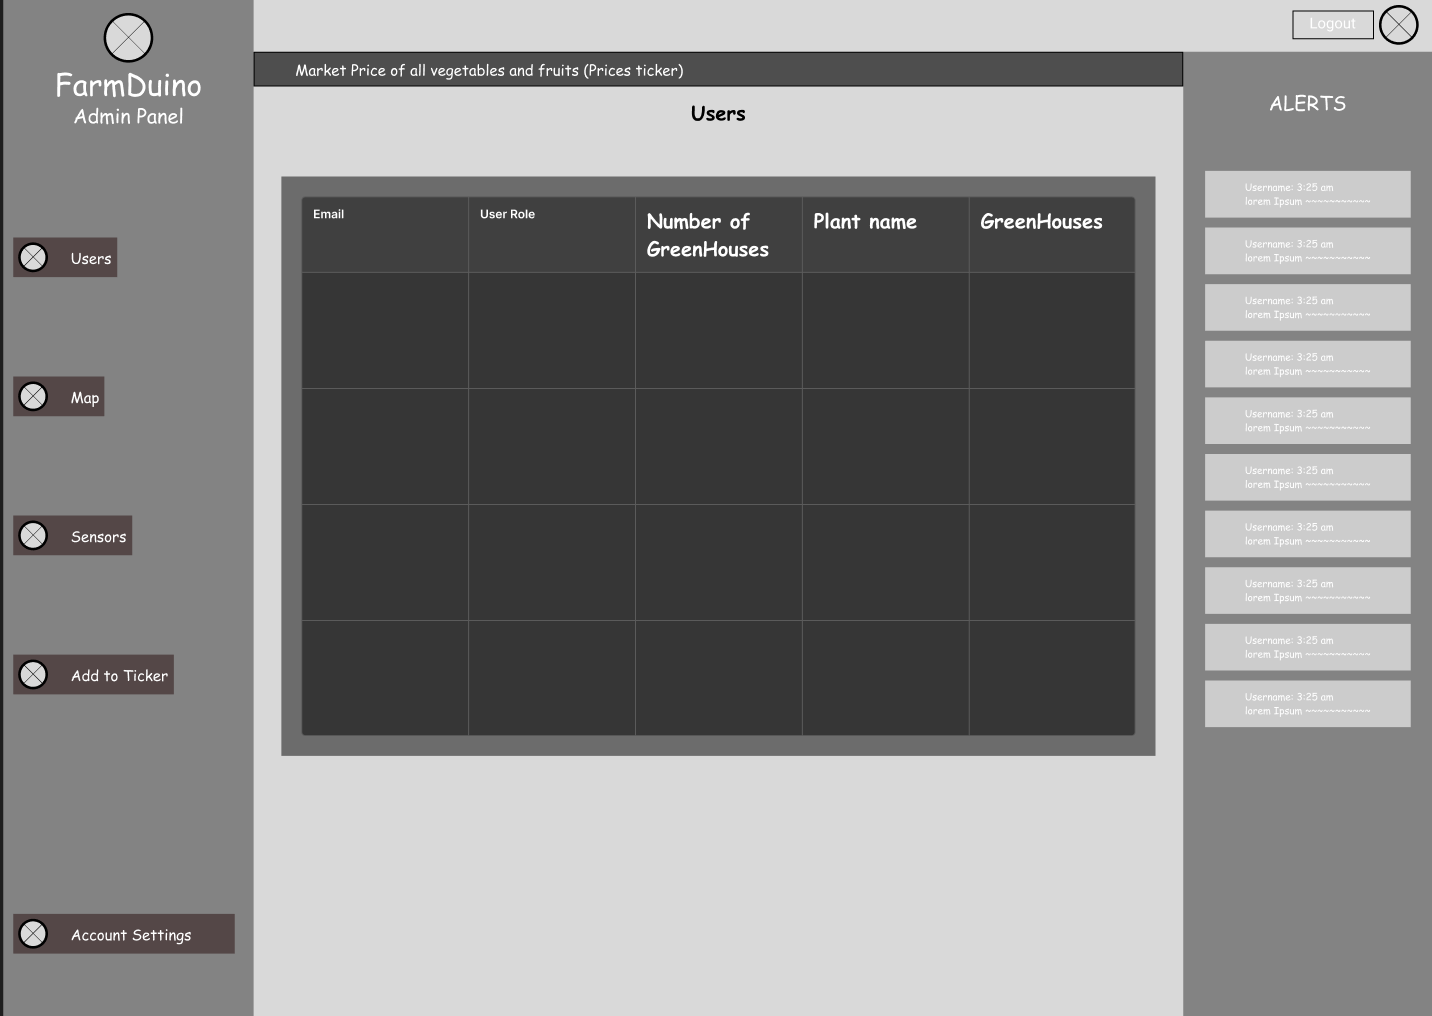 FarmDuino
Admin Panel
Users
Map
Sensors
Add to Ticker
Account Settings
Logout
Market Price of all vegetables and fruits (Prices ticker)
Users
Email
User Role
Number of
GreenHouses
Plant name
GreenHouses
ALERTS
Username: 3:25 am
lorem Ipsum ~~~~~~~~~~~
Username: 3:25 am
lorem Ipsum ~~~~~~~~~~~
Username: 3:25 am
lorem Ipsum ~~~~~~~~~~~
Username: 3:25 am
lorem Ipsum ~~~~~~~~~~~
Username: 3:25 am
lorem Ipsum ~~~~~~~~~~~
Username: 3:25 am
lorem Ipsum ~~~~~~~~~~~
Username: 3:25 am
lorem Ipsum ~~~~~~~~~~~
Username: 3:25 am
lorem Ipsum ~~~~~~~~~~~
Username: 3:25 am
lorem Ipsum ~~~~~~~~~~~
Username: 3:25 am
lorem Ipsum ~~~~~~~~~~~